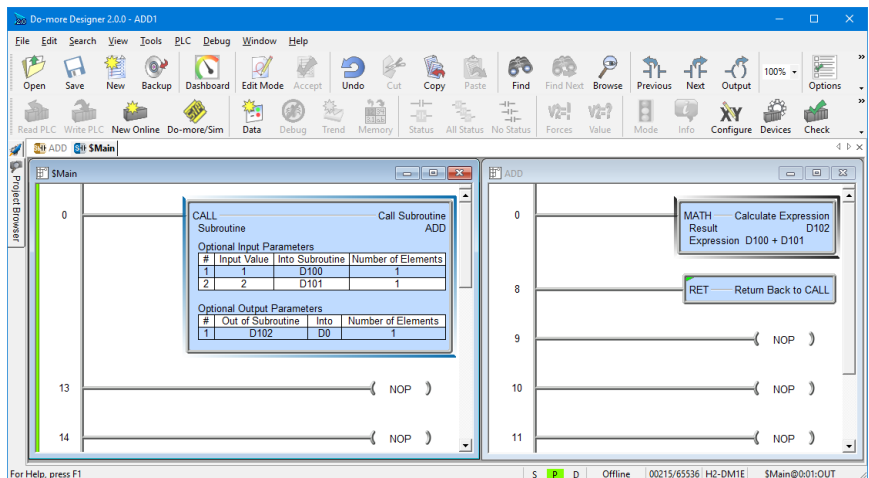 Do-more Designer 2.0.0 - ADD1
File Edit Search View Tools PLC Debug Window Help
Open Save New Backup Dashboard Edit Mode Accept Undo Cut Copy Paste Find Find Next Browse Previous Next Output 100% Options
Read PLC Write PLC New Online Do-more/Sim Data Debug Trend Memory Status All Status No Status Forces Value Mode Info Configure Devices Check
ADD $Main
Project Browser
$Main
0
CALL Call Subroutine
Subroutine ADD
Optional Input Parameters
# Input Value Into Subroutine Number of Elements
1 1 D100 1
2 2 D101 1
Optional Output Parameters
# Out of Subroutine Into Number of Elements
1 D102 D0 1
13 NOP
14 NOP
ADD
0
MATH Calculate Expression
Result D102
Expression D100 + D101
8 RET Return Back to CALL
9 NOP
10 NOP
11 NOP
For Help, press F1 S P D Offline 00215/65536 H2-DM1E $Main@0:01:OUT